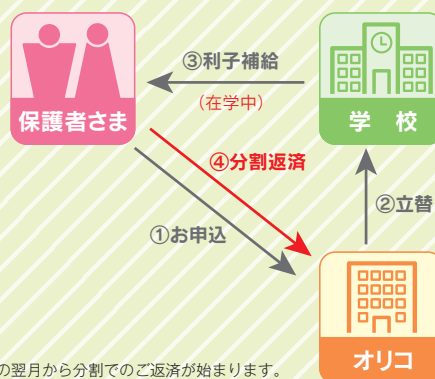 ③利子補給
(在学中)
保護者さま
学 校
④分割返済
②立替
①お申込
オリコ
の翌月から分割でのご返済が始まります。